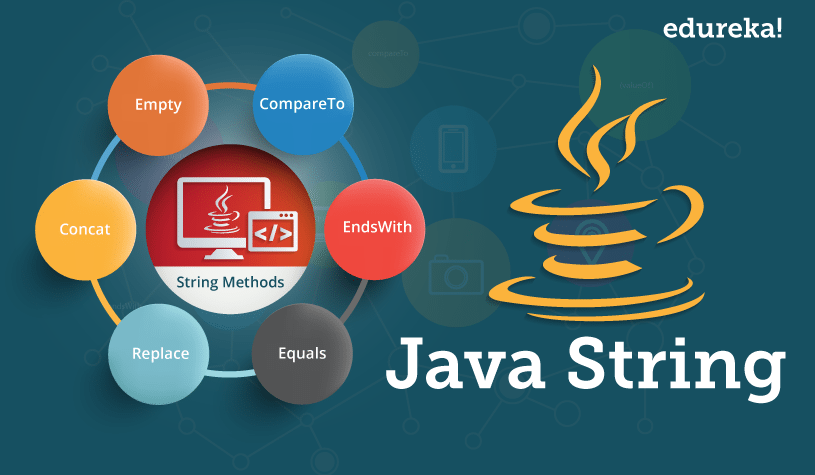 edureka!
Empty
CompareTo
Concat
EndsWith
</>
String Methods
Replace
Equals
Java String